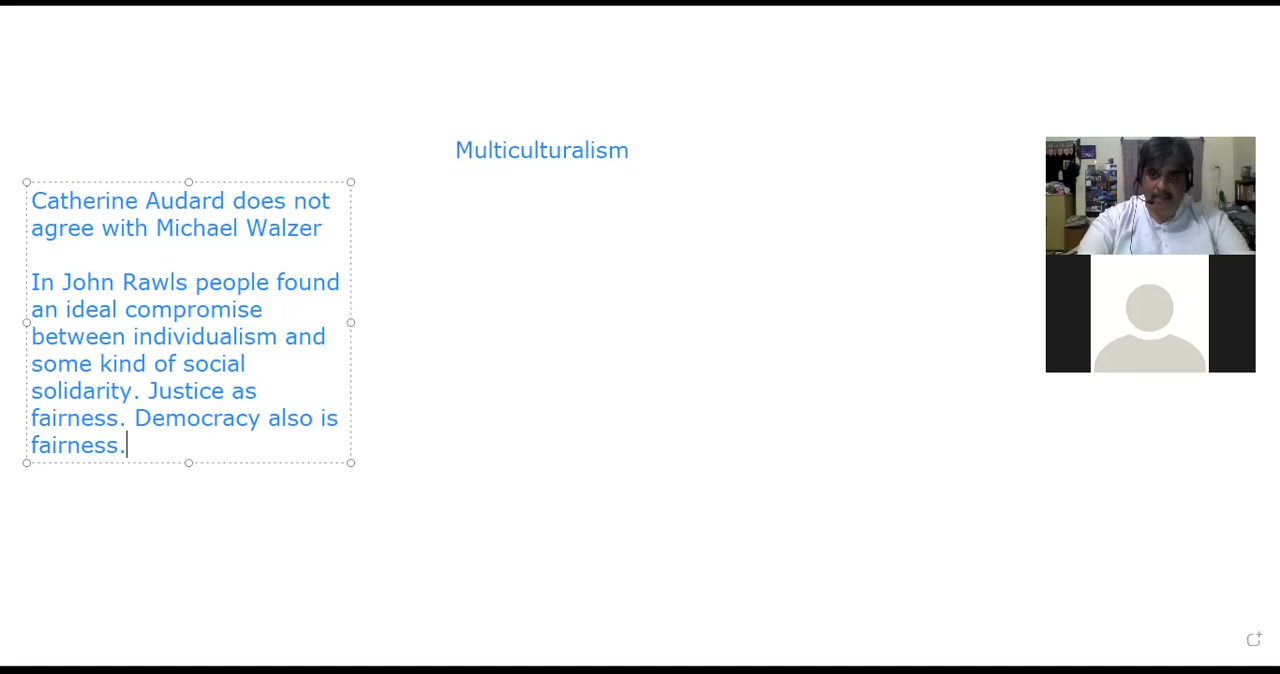 Multiculturalism
Catherine Audard does not
agree with Michael Walzer
In John Rawls people found
an ideal compromise
between individualism and
some kind of social
solidarity. Justice as
fairness. Democracy also is
fairness.